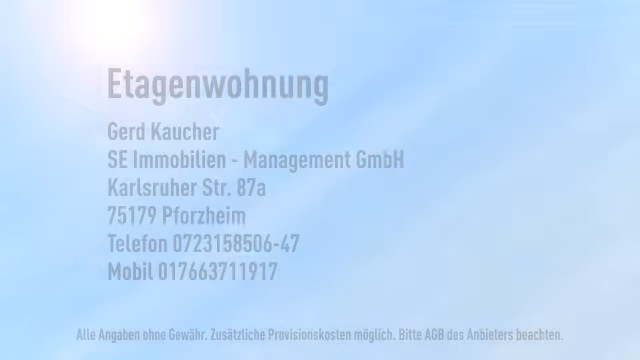 Etagenwohnung
Gerd Kaucher
SE Immobilien - Management GmbH
Karlsruher Str. 87a
75179 Pforzheim
Telefon 0723158506-47
Mobil 017663711917
Alle Angaben ohne Gewähr. Zusätzliche Provisionskosten möglich. Bitte AGB des Anbieters beachten.